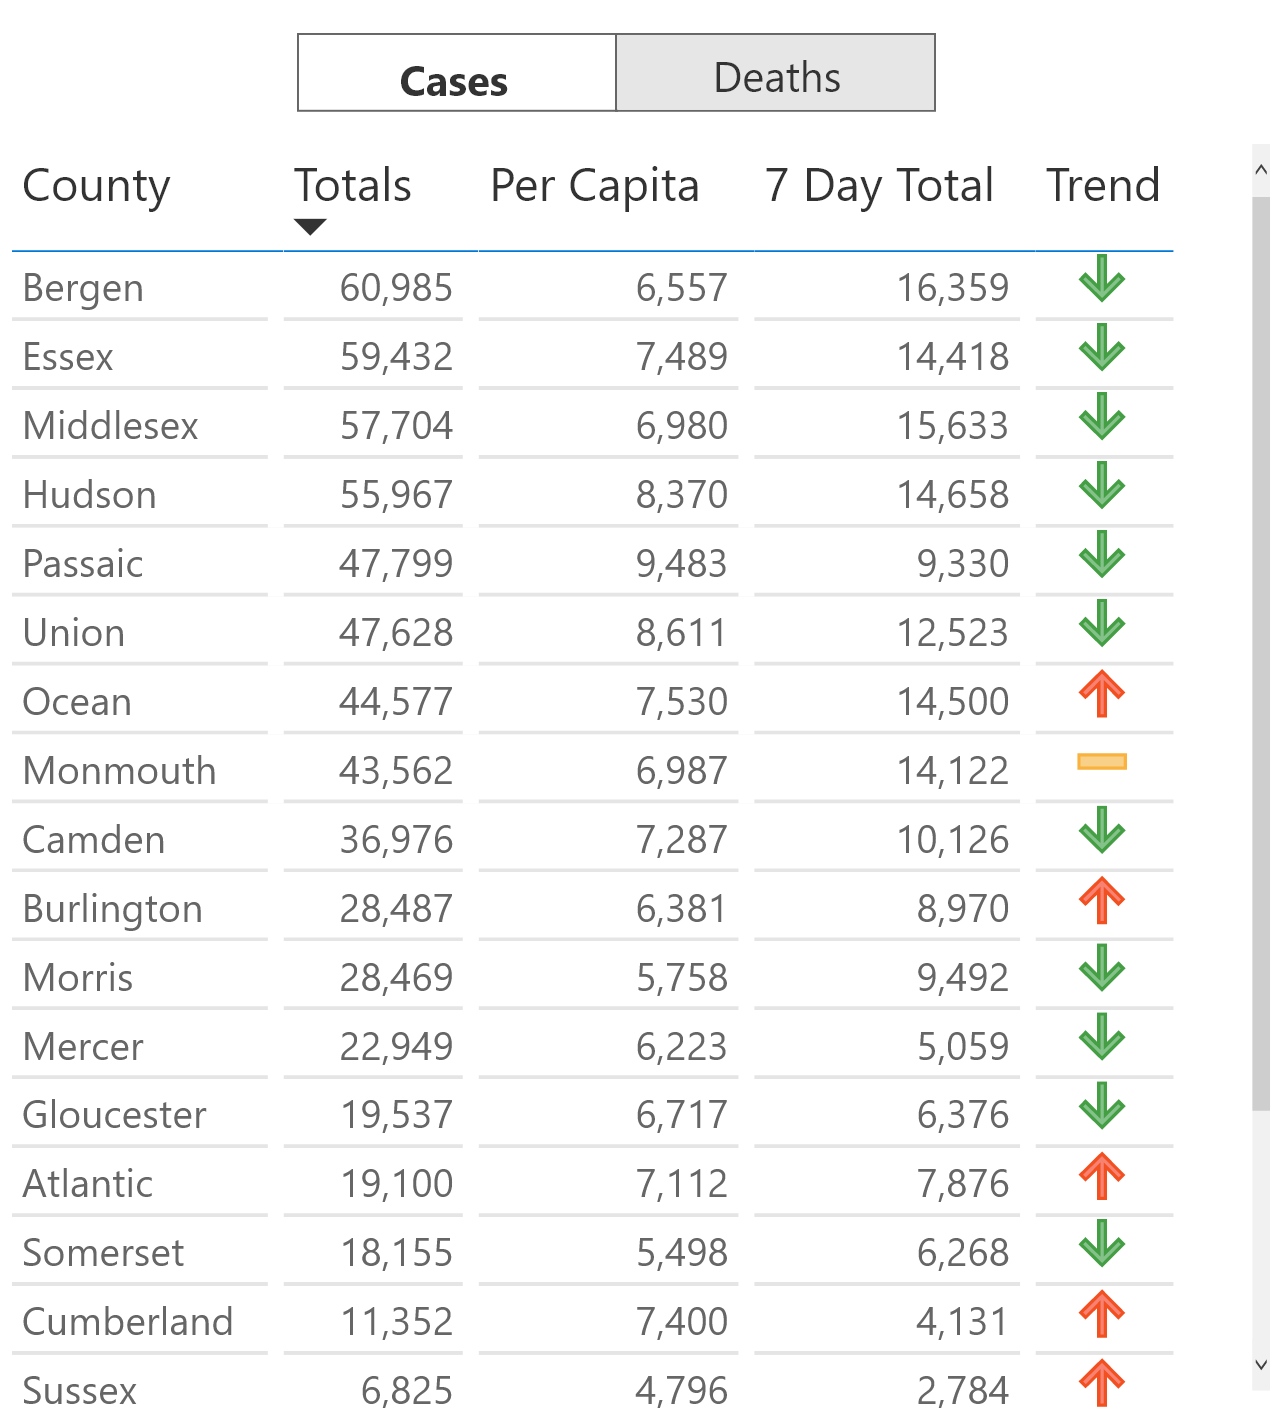 Cases Deaths
County Totals Per Capita 7 Day Total Trend
Bergen 60,985 6,557 16,359
Essex 59,432 7,489 14,418
Middlesex 57,704 6,980 15,633
Hudson 55,967 8,370 14,658
Passaic 47,799 9,483 9,330
Union 47,628 8,611 12,523
Ocean 44,577 7,530 14,500
Monmouth 43,562 6,987 14,122
Camden 36,976 7,287 10,126
Burlington 28,487 6,381 8,970
Morris 28,469 5,758 9,492
Mercer 22,949 6,223 5,059
Gloucester 19,537 6,717 6,376
Atlantic 19,100 7,112 7,876
Somerset 18,155 5,498 6,268
Cumberland 11,352 7,400 4,131
Sussex 6,825 4,796 2,784